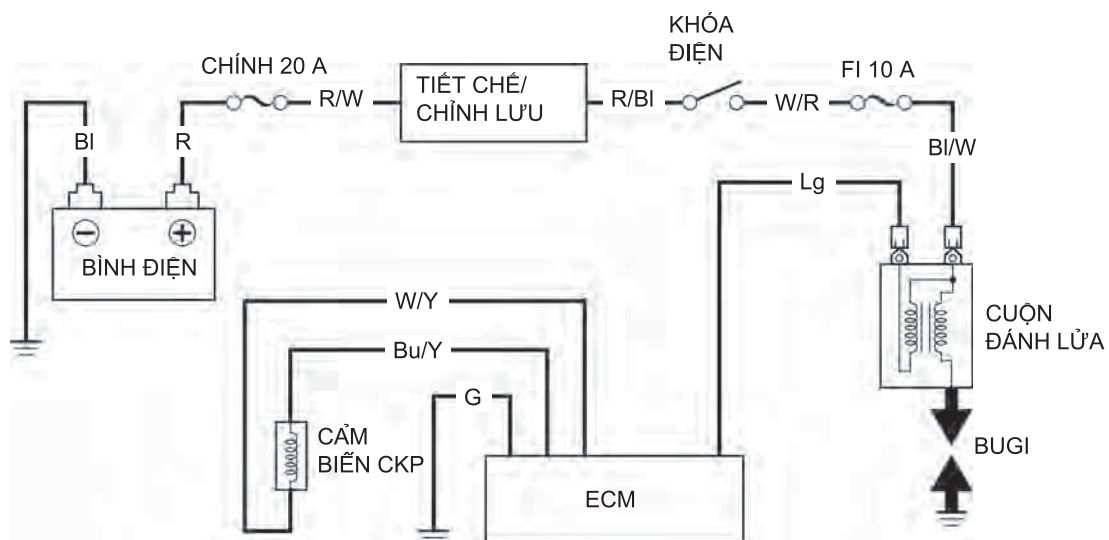 KHÓA
ĐIỆN
CHÍNH 20 A
FI 10 A
TIẾT CHẾ/
CHỈNH LƯU
R/W
R/Bl
W/R
Bl
R
Bl/W
Lg
BÌNH ĐIỆN
W/Y
CUỘN
ĐÁNH LỬA
Bu/Y
G
CẢM
BIẾN CKP
BUGI
ECM